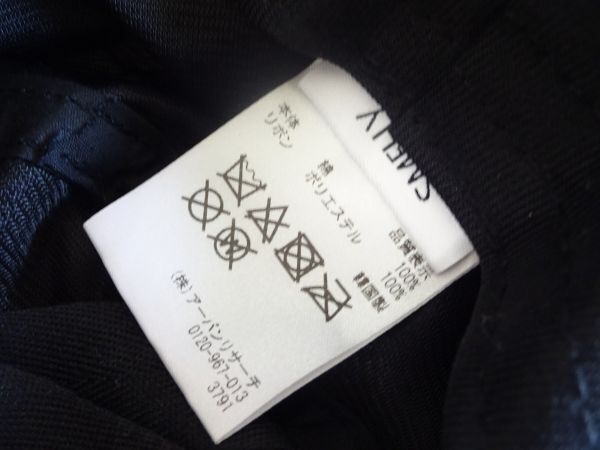 SMELLY
品質表示
本体 綿 100%
リボン ポリエステル 100%
韓国製
(株)アーバンリサーチ
0120-967-013
3791